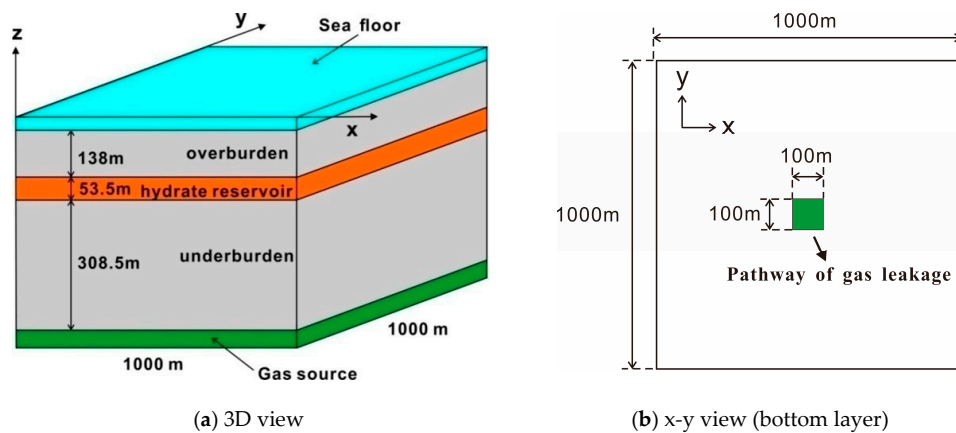 z
y
Sea floor
x
138m
overburden
53.5m
hydrate reservoir
308.5m
underburden
1000 m
1000 m
Gas source
(a) 3D view
1000m
y
x
1000m
100m
100m
Pathway of gas leakage
(b) x-y view (bottom layer)